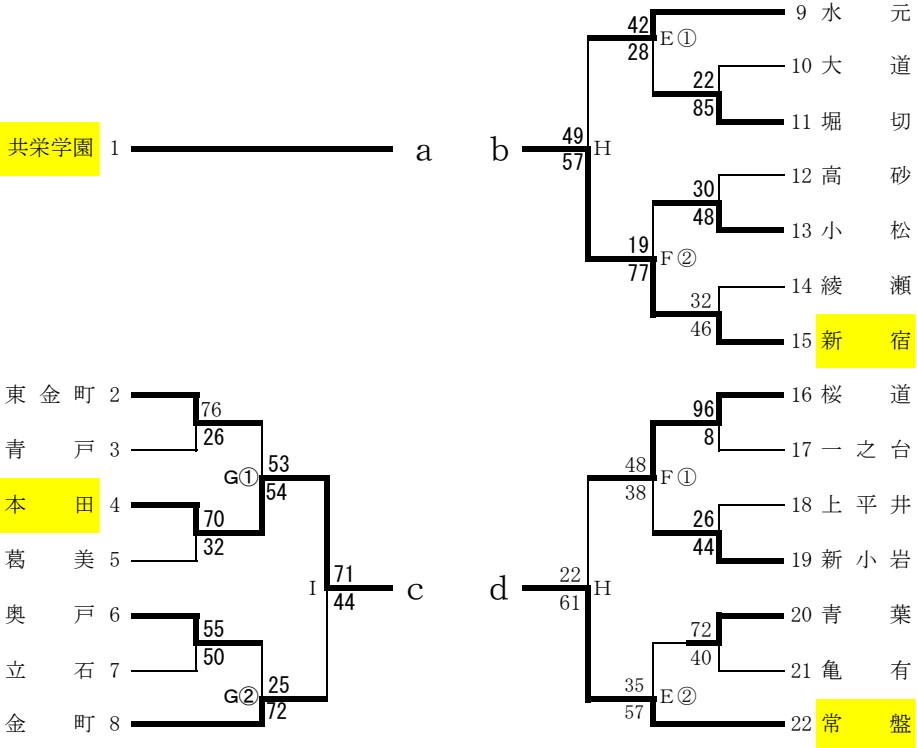 42
9 水 元
E①
28
10 大 道
22
85
11 堀 切
共栄学園 1
a
b
49
H
57
12 高 砂
30
48
13 小 松
19
F②
77
14 綾 瀬
32
46
15 新 宿
東 金 町 2
76
26
青 戸 3
G①
53
54
本 田 4
70
32
葛 美 5
I
71
44
c
奥 戸 6
55
50
立 石 7
G②
25
72
金 町 8
16 桜 道
96
8
17 一 之 台
48
F①
38
18 上 平 井
26
44
19 新 小 岩
d
22
H
61
20 青 葉
72
40
21 亀 有
35
E②
57
22 常 盤